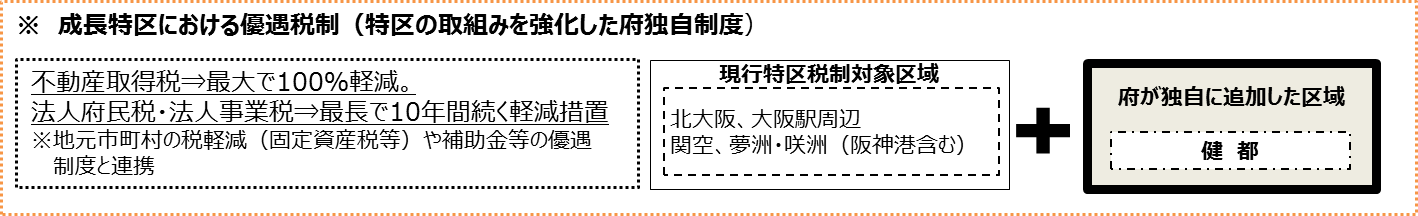 ※ 成長特区における優遇税制（特区の取組みを強化した府独自制度）
不動産取得税⇒最大で100%軽減。
法人府民税・法人事業税⇒最長で10年間続く軽減措置
※地元市町村の税軽減（固定資産税等）や補助金等の優遇
制度と連携
現行特区税制対象区域
北大阪、大阪駅周辺
関空、夢洲・咲洲（阪神港含む）
府が独自に追加した区域
健 都